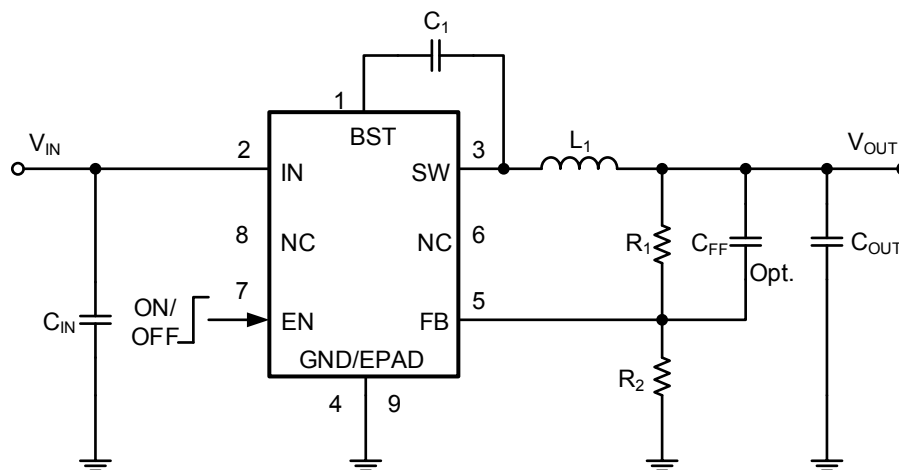 C1
1
BST
VIN
2
IN
SW
3
L1
VOUT
8
NC
NC
6
R1
CFF
Opt.
COUT
CIN
ON/
OFF
7
EN
FB
5
GND/EPAD
4
9
R2